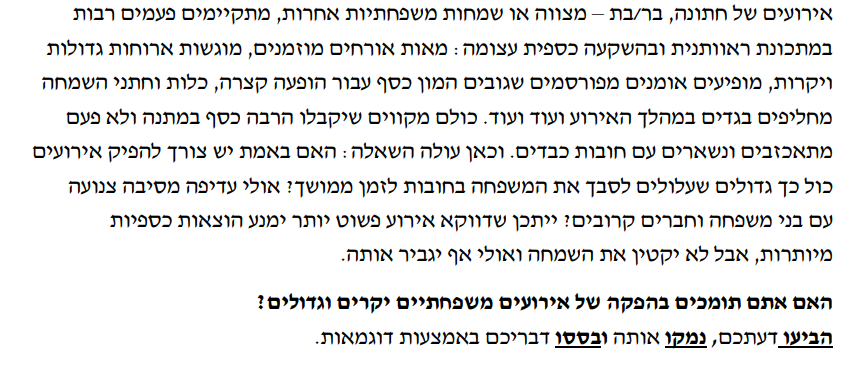 אירועים של חתונה, בר/בת – מצווה או שמחות משפחתיות אחרות, מתקיימים פעמים רבות
במתכונת ראוותנית ובהשקעה כספית עצומה: מאות אורחים מוזמנים, מוגשות ארוחות גדולות
ויקרות, מופיעים אומנים מפורסמים שגובים המון כסף עבור הופעה קצרה, כלות וחתני השמחה
מחליפים בגדים במהלך האירוע ועוד ועוד. כולם מקווים שיקבלו הרבה כסף במתנה ולא פעם
מתאכזבים ונשארים עם חובות כבדים. וכאן עולה השאלה: האם באמת יש צורך להפיק אירועים
כול כך גדולים שעלולים לסבך את המשפחה בחובות לזמן ממושך? אולי עדיפה מסיבה צנועה
עם בני משפחה וחברים קרובים? ייתכן שדווקא אירוע פשוט יותר ימנע הוצאות כספיות
מיותרות, אבל לא יקטין את השמחה ואולי אף יגביר אותה.
האם אתם תומכים בהפקה של אירועים משפחתיים יקרים וגדולים?
הביעו דעתכם, נמקו אותה ובססו דבריכם באמצעות דוגמאות.